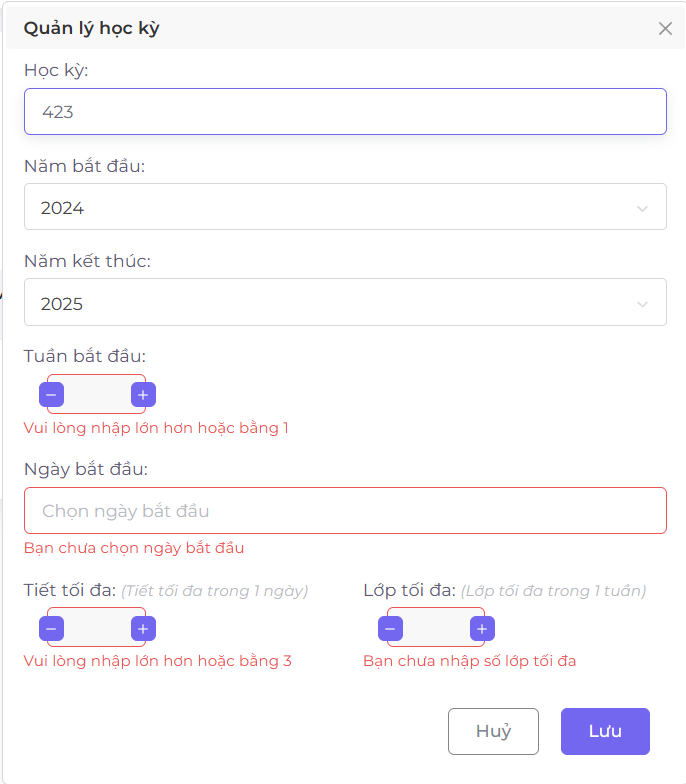 Quản lý học kỳ
Học kỳ:
423
Năm bắt đầu:
2024
Năm kết thúc:
2025
Tuần bắt đầu:
Vui lòng nhập lớn hơn hoặc bằng 1
Ngày bắt đầu:
Chọn ngày bắt đầu
Bạn chưa chọn ngày bắt đầu
Tiết tối đa: (Tiết tối đa trong 1 ngày)
Lớp tối đa: (Lớp tối đa trong 1 tuần)
Vui lòng nhập lớn hơn hoặc bằng 3
Bạn chưa nhập số lớp tối đa
Huỷ
Lưu